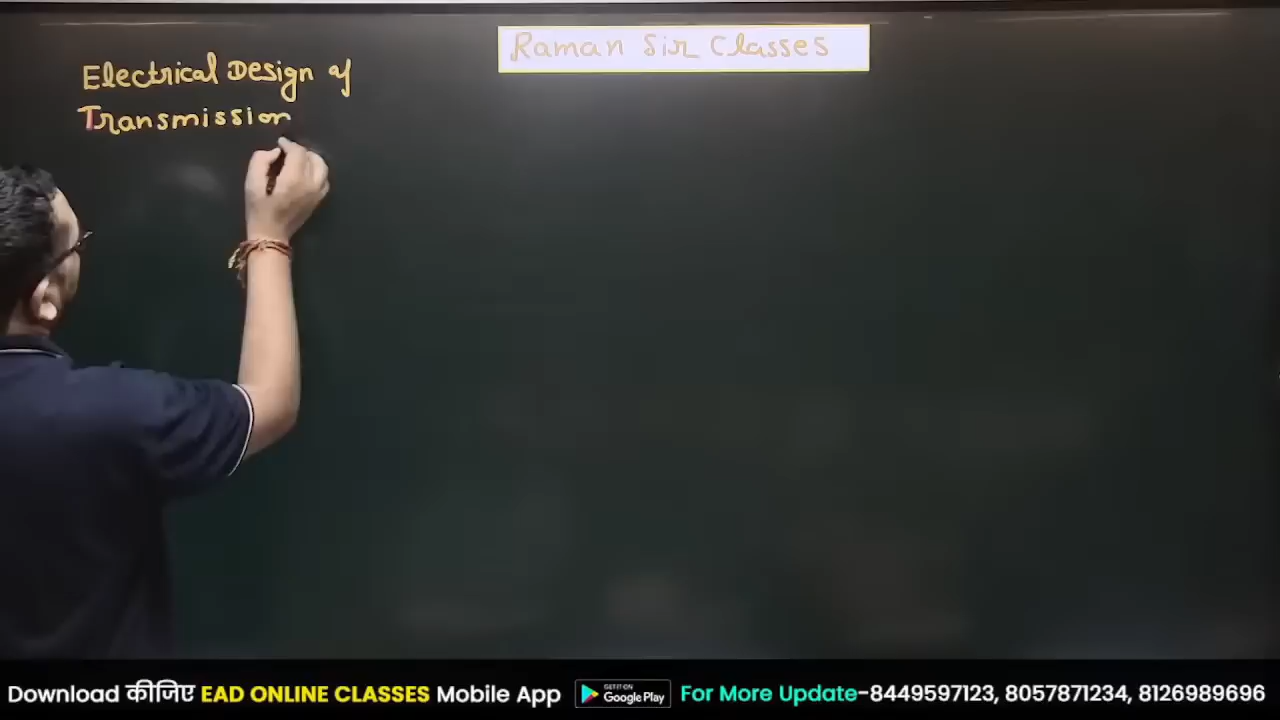 Raman Sir Classes
Electrical Design of
Transmission
Download कीजिए EAD ONLINE CLASSES Mobile App GET IT ON Google Play For More Update-8449597123, 8057871234, 8126989696